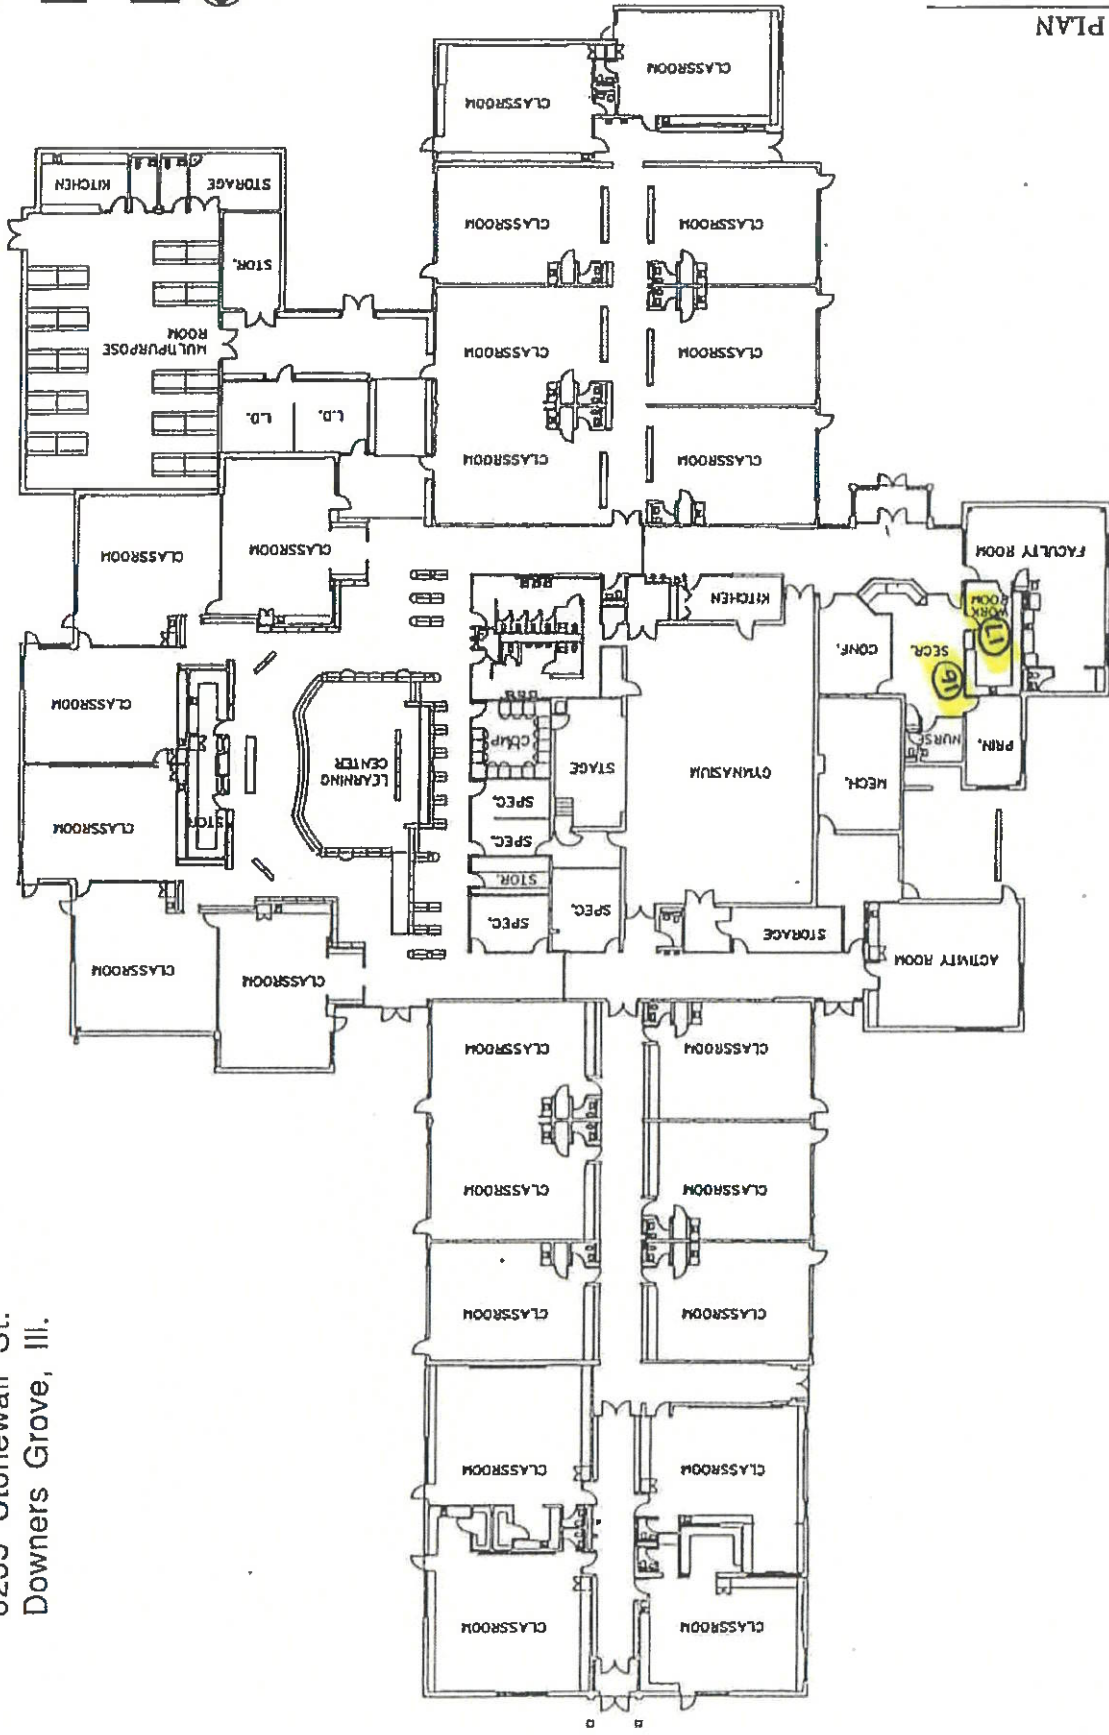 PLAN
CLASSROOM
CLASSROOM
KITCHEN
STORAGE
CLASSROOM
CLASSROOM
STOR.
MULTIPURPOSE
ROOM
CLASSROOM
CLASSROOM
L.D.
L.D.
CLASSROOM
CLASSROOM
CLASSROOM
CLASSROOM
FACULTY ROOM
KITCHEN
WORK
ROOM
17
CONF.
SECR.
16
CLASSROOM
NURSE
PRIN.
COMP
STAGE
GYMNASIUM
LEARNING
CENTER
MECH.
SPEC.
STOR.
CLASSROOM
SPEC.
STOR.
SPEC.
SPEC.
STORAGE
ACTIVITY ROOM
CLASSROOM
CLASSROOM
CLASSROOM
CLASSROOM
CLASSROOM
CLASSROOM
CLASSROOM
CLASSROOM
CLASSROOM
CLASSROOM
CLASSROOM
CLASSROOM
Stonewall St.
Downers Grove, Ill.